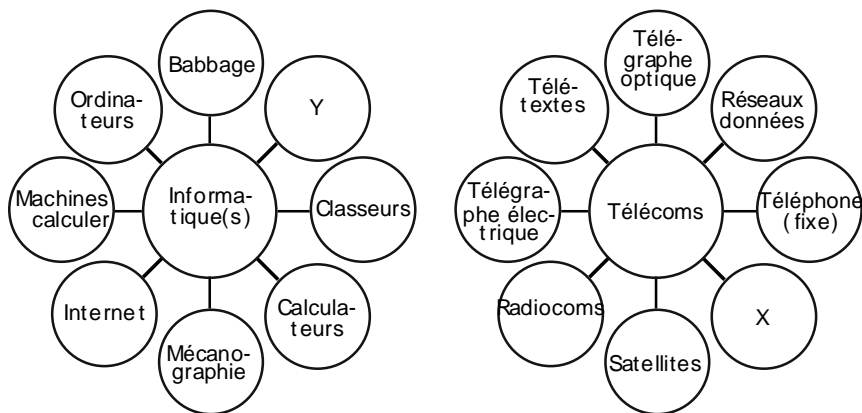 Babbage
Y
Classeurs
Calcula-
teurs
Mécano-
graphie
Internet
Machines
calculer
Ordina-
teurs
Informa-
tique(s)
Télé-
graphe
optique
Réseaux
données
Téléphone
(fixe)
X
Satellites
Radiocoms
Télégra-
phe élec-
trique
Télé-
textes
Télécoms